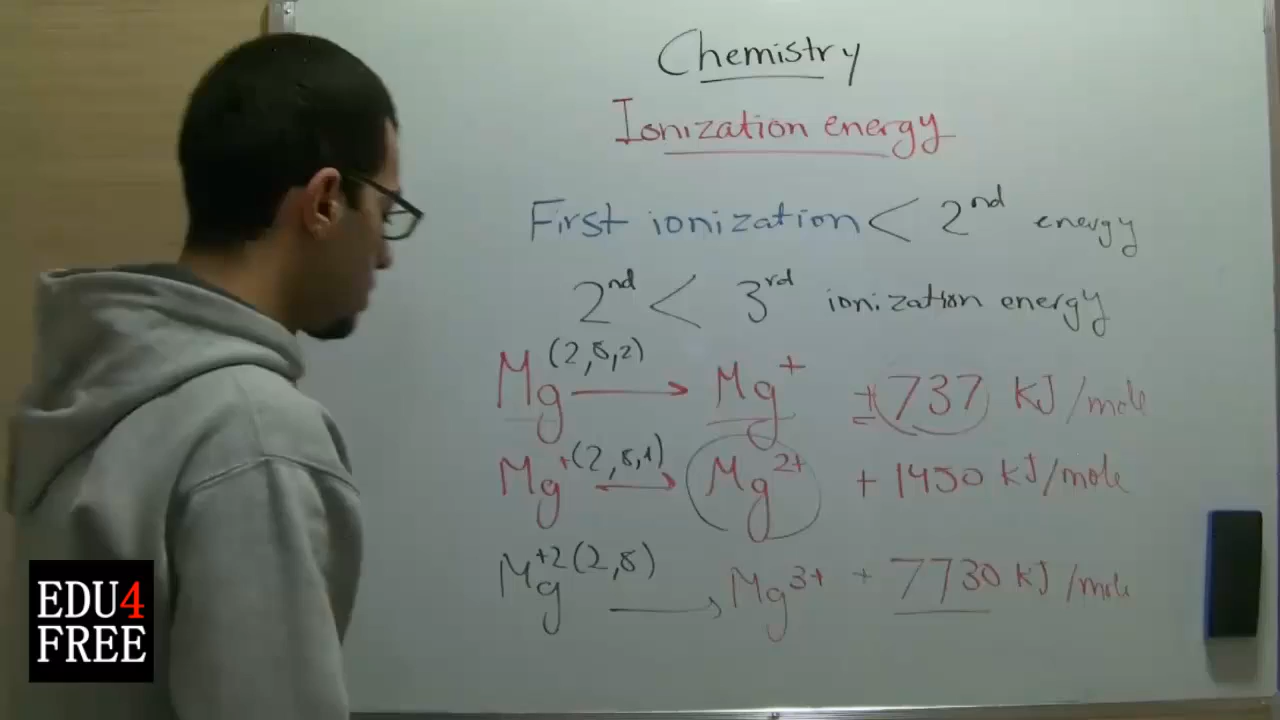 Chemistry
Ionization energy
First ionization < 2nd energy
2nd < 3rd ionization energy
Mg (2,8,2) → Mg+ ± 737 KJ/mole
Mg+ (2,8,1) → Mg2+ + 1450 KJ/mole
Mg+2 (2,8) → Mg3+ + 7730 KJ/mole
EDU4
FREE